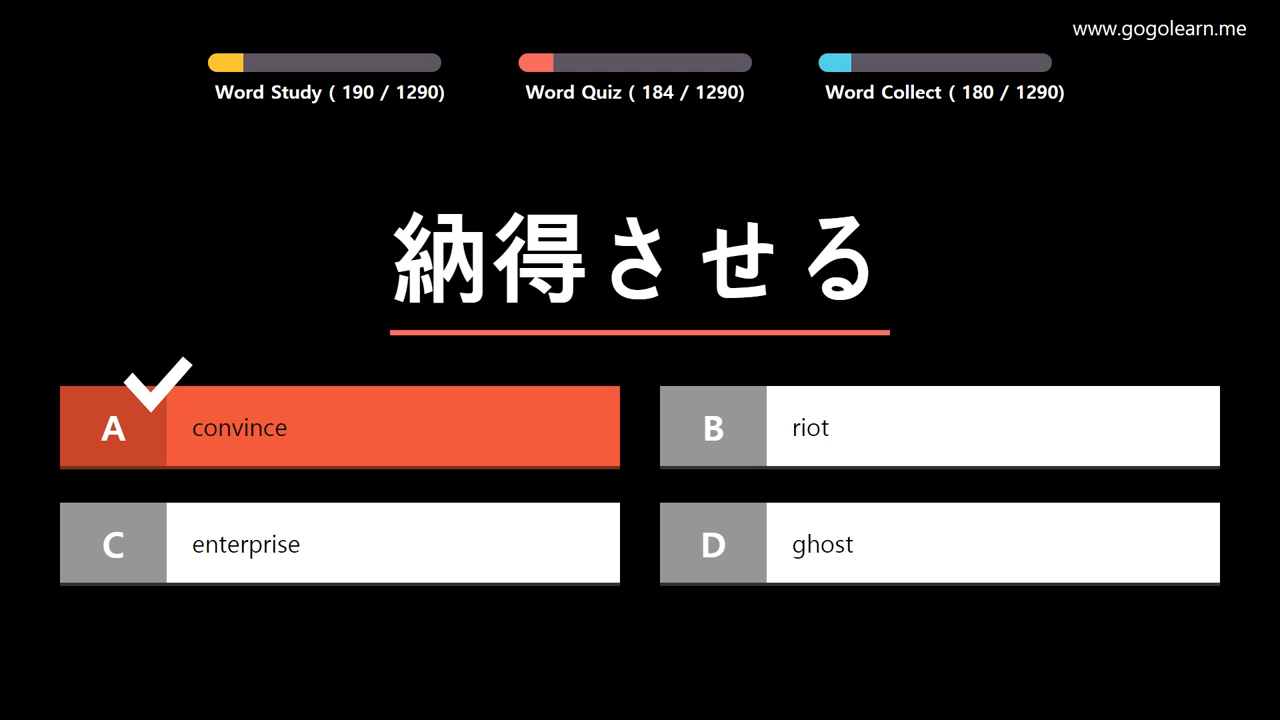 www.gogolearn.me
Word Study ( 190 / 1290)
Word Quiz ( 184 / 1290)
Word Collect ( 180 / 1290)
納得させる
A convince
B riot
C enterprise
D ghost